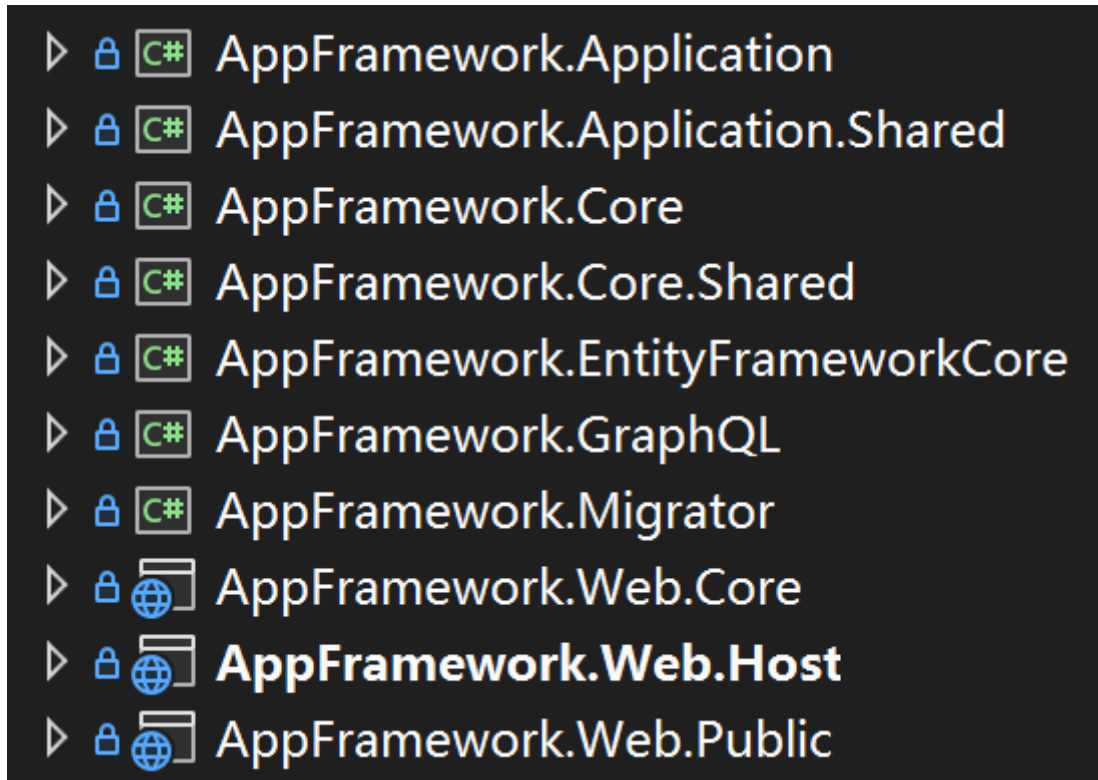 C# AppFramework.Application
C# AppFramework.Application.Shared
C# AppFramework.Core
C# AppFramework.Core.Shared
C# AppFramework.EntityFrameworkCore
C# AppFramework.GraphQL
C# AppFramework.Migrator
AppFramework.Web.Core
AppFramework.Web.Host
AppFramework.Web.Public